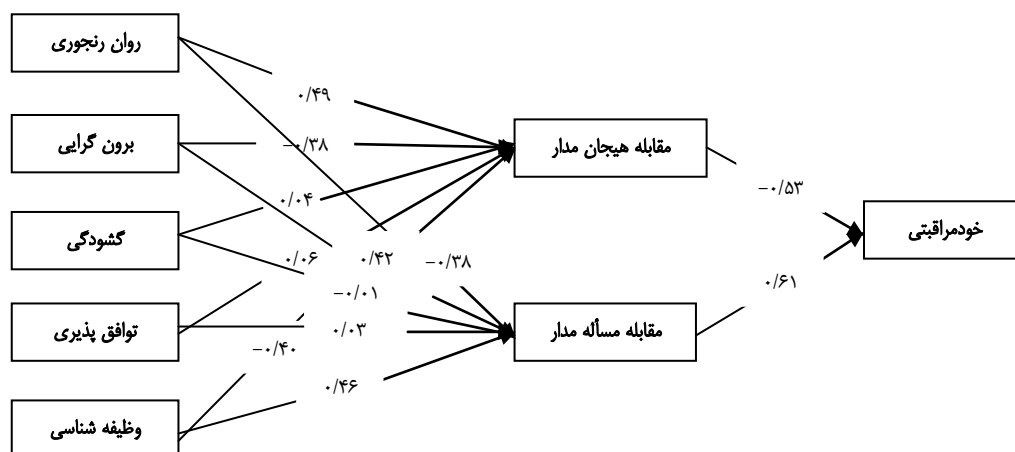 روان رنجوری
برون گرایی
گشودگی
توافق پذیری
وظیفه شناسی
۰/۴۹
-۰/۳۸
۰/۰۴
۰/۰۶
۰/۴۲
-۰/۳۸
-۰/۰۱
۰/۰۳
-۰/۴۰
۰/۴۶
مقابله هیجان مدار
مقابله مسأله مدار
-۰/۵۳
۰/۶۱
خودمراقبتی